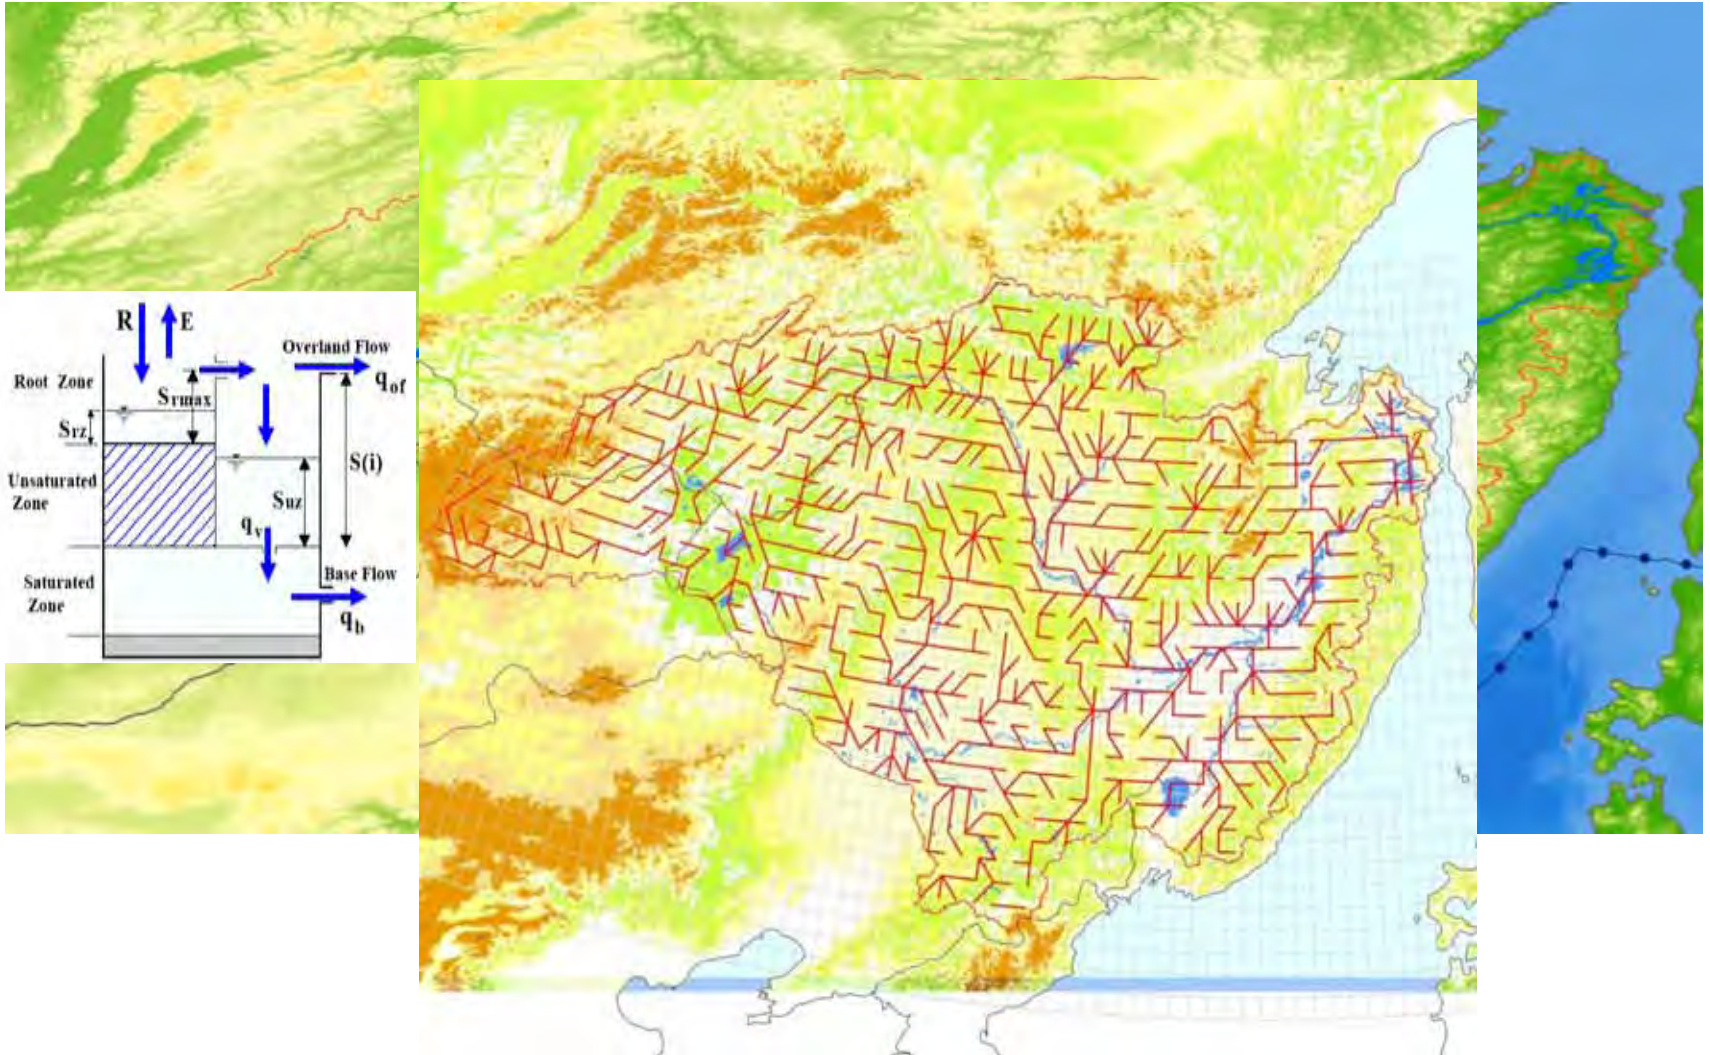 R E
Overland Flow
Root Zone
qof
Srmax
Srz
S(i)
Unsaturated
Zone
Suz
qv
Saturated
Zone
Base Flow
qb